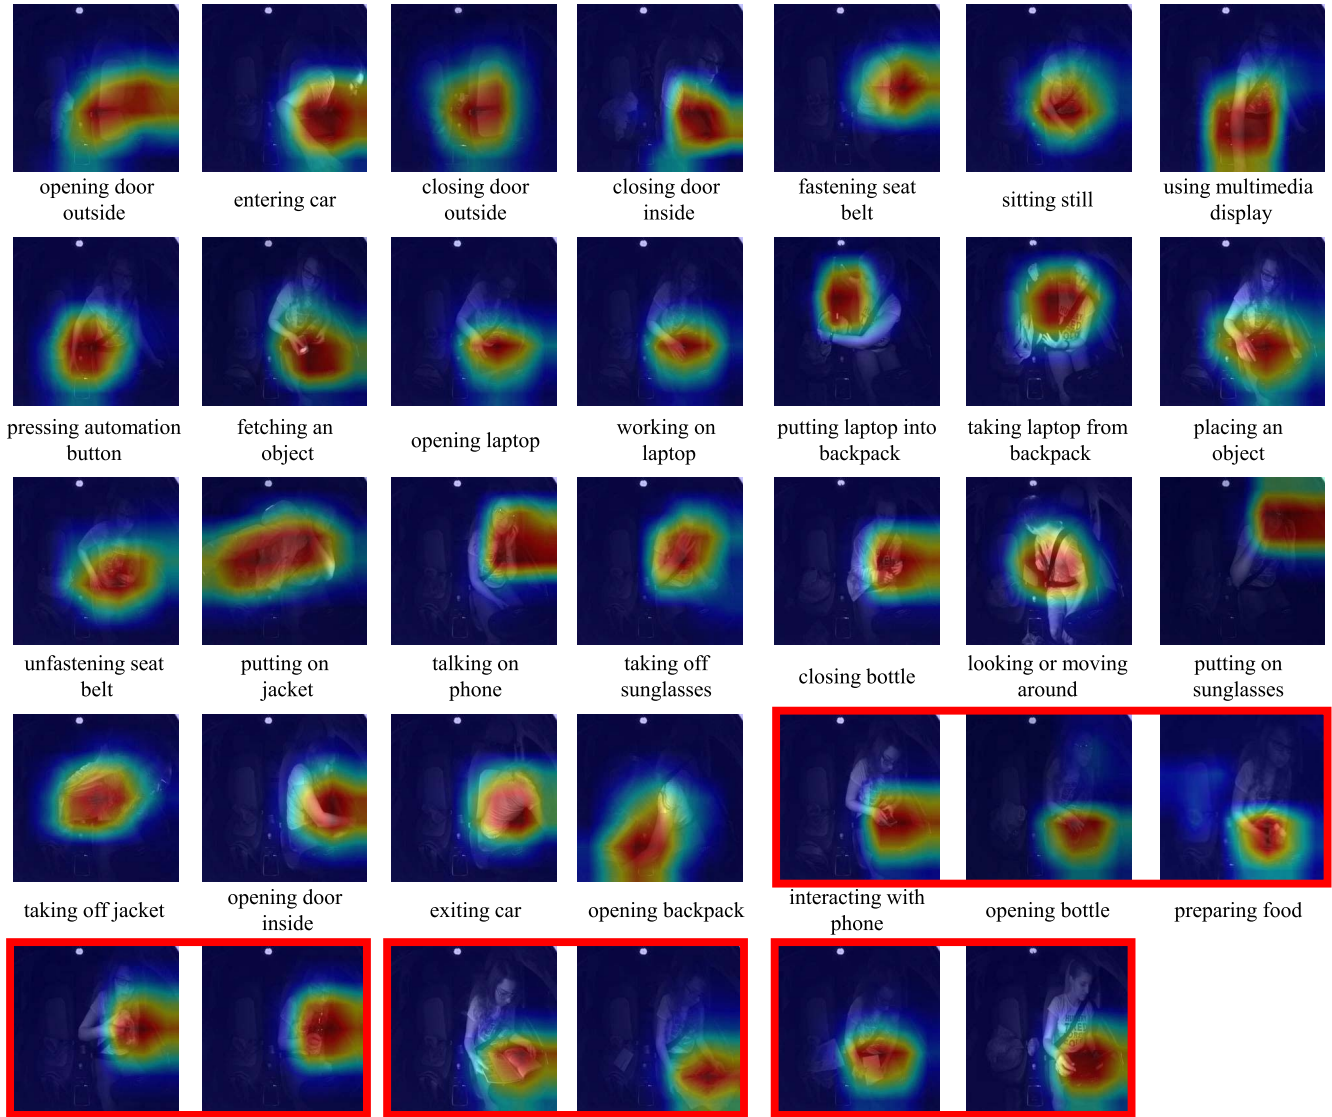 opening door
outside
entering car
closing door
outside
closing door
inside
fastening seat
belt
sitting still
using multimedia
display
pressing automation
button
fetching an
object
opening laptop
working on
laptop
putting laptop into
backpack
taking laptop from
backpack
placing an
object
unfastening seat
belt
putting on
jacket
talking on
phone
taking off
sunglasses
closing bottle
looking or moving
around
putting on
sunglasses
taking off jacket
opening door
inside
exiting car
opening backpack
interacting with
phone
opening bottle
preparing food